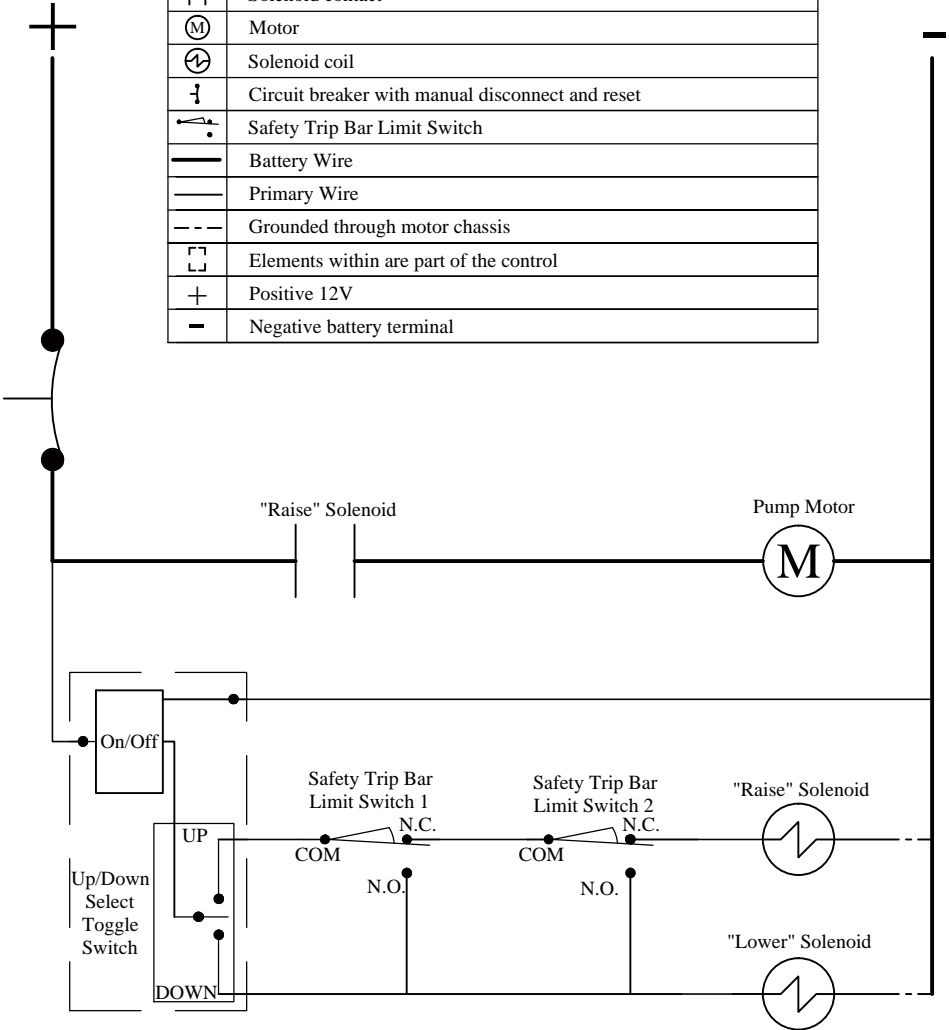 Solenoid contact
M Motor
Solenoid coil
Circuit breaker with manual disconnect and reset
Safety Trip Bar Limit Switch
Battery Wire
Primary Wire
Grounded through motor chassis
Elements within are part of the control
+ Positive 12V
- Negative battery terminal
+
-
"Raise" Solenoid
Pump Motor
M
On/Off
Safety Trip Bar
Limit Switch 1
N.C.
COM
N.O.
Safety Trip Bar
Limit Switch 2
N.C.
COM
N.O.
"Raise" Solenoid
UP
Up/Down
Select
Toggle
Switch
DOWN
"Lower" Solenoid